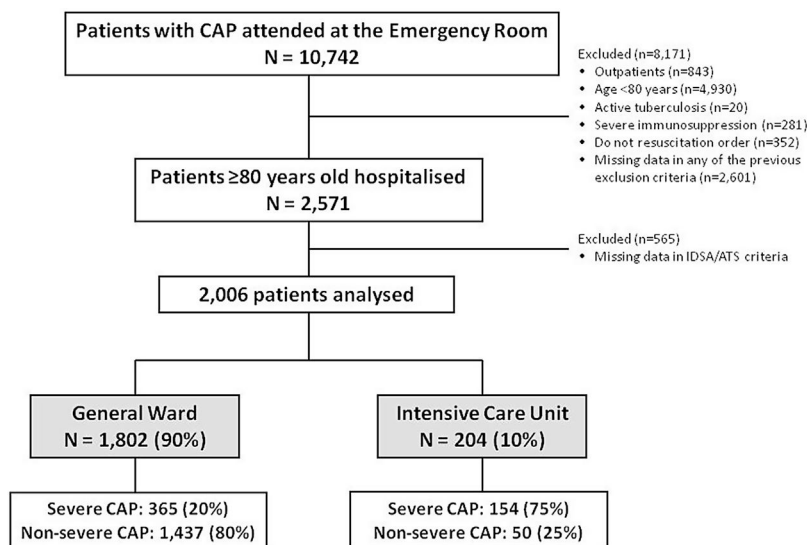 Patients with CAP attended at the Emergency Room
N = 10,742
Excluded (n=8,171)
• Outpatients (n=843)
• Age <80 years (n=4,930)
• Active tuberculosis (n=20)
• Severe immunosuppression (n=281)
• Do not resuscitation order (n=352)
• Missing data in any of the previous
exclusion criteria (n=2,601)
Patients ≥80 years old hospitalised
N = 2,571
Excluded (n=565)
• Missing data in IDSA/ATS criteria
2,006 patients analysed
General Ward
N = 1,802 (90%)
Intensive Care Unit
N = 204 (10%)
Severe CAP: 365 (20%)
Non-severe CAP: 1,437 (80%)
Severe CAP: 154 (75%)
Non-severe CAP: 50 (25%)